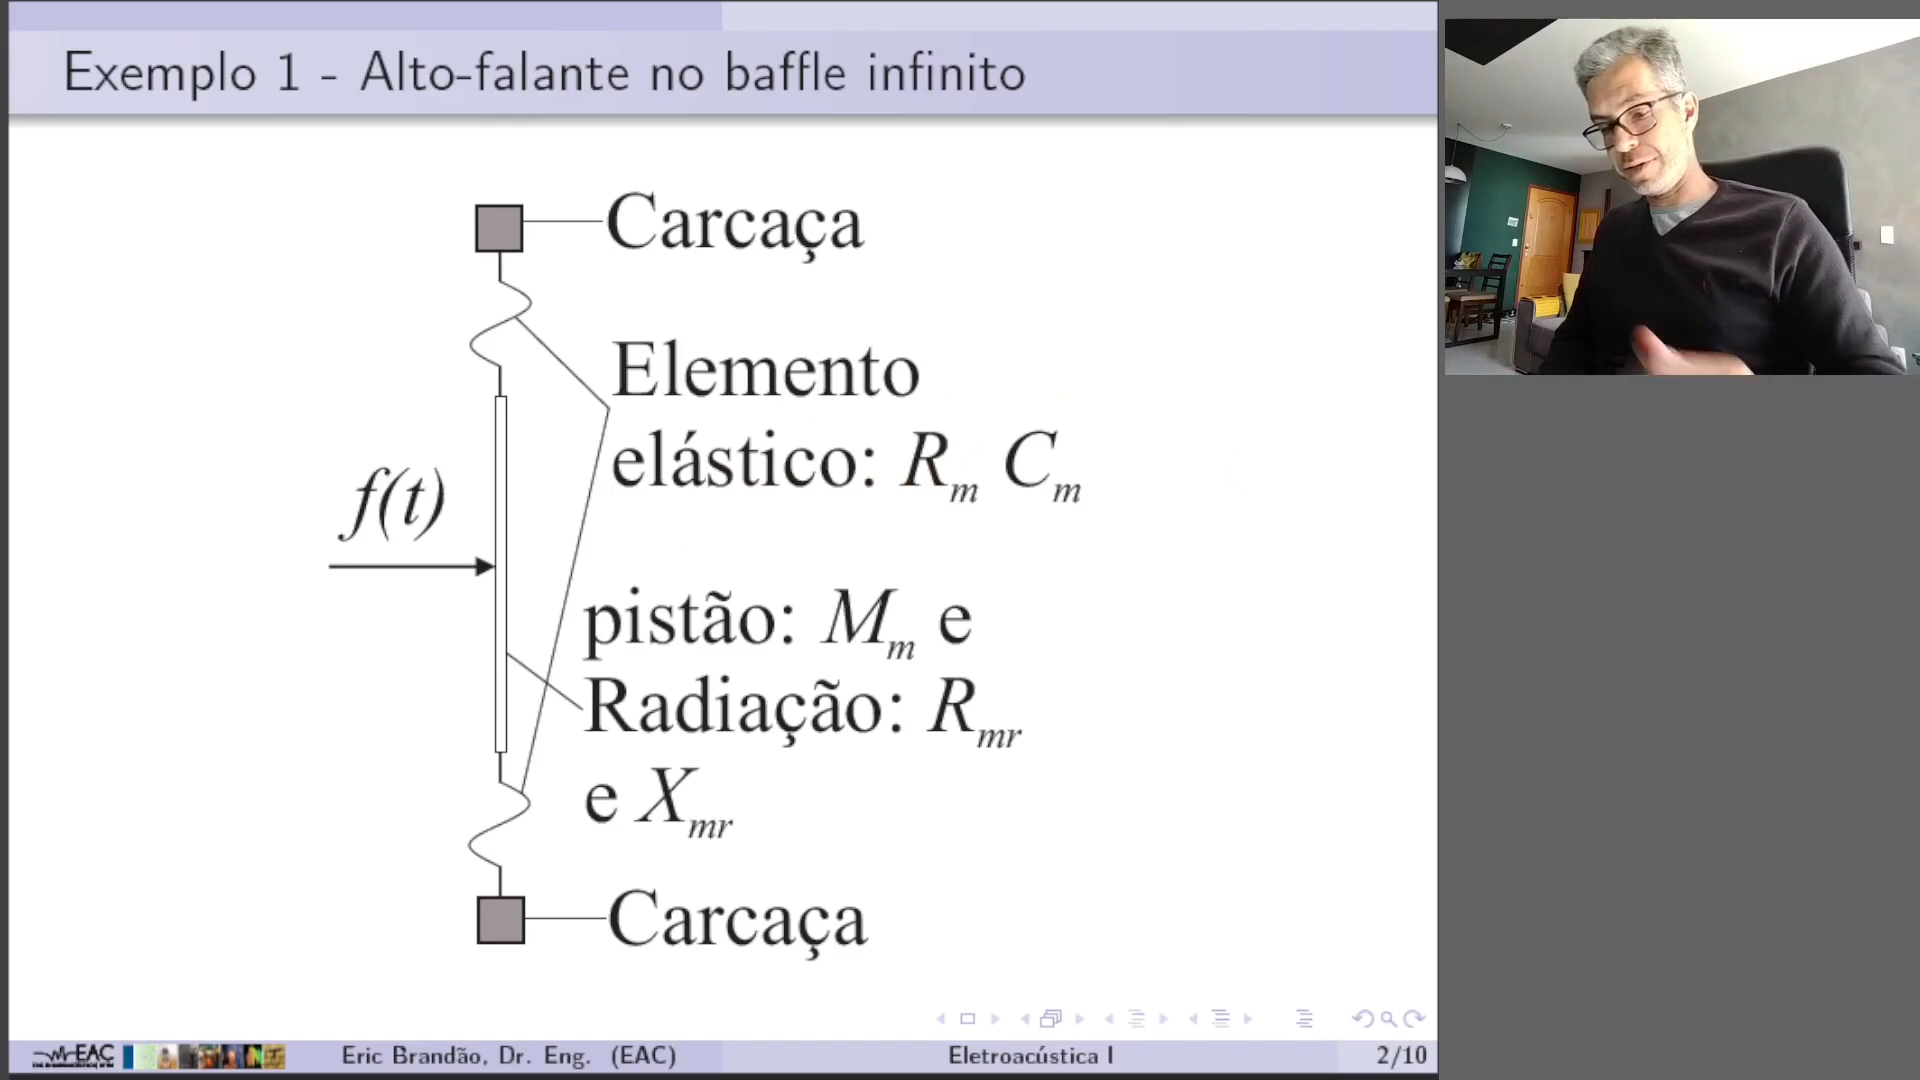 Exemplo 1 - Alto-falante no baffle infinito
Carcaça
Elemento
elástico: Rm Cm
f(t)
pistão: Mm e
Radiação: Rmr
e Xmr
Carcaça
EAC
Eric Brandão, Dr. Eng. (EAC)
Eletroacústica I
2/10